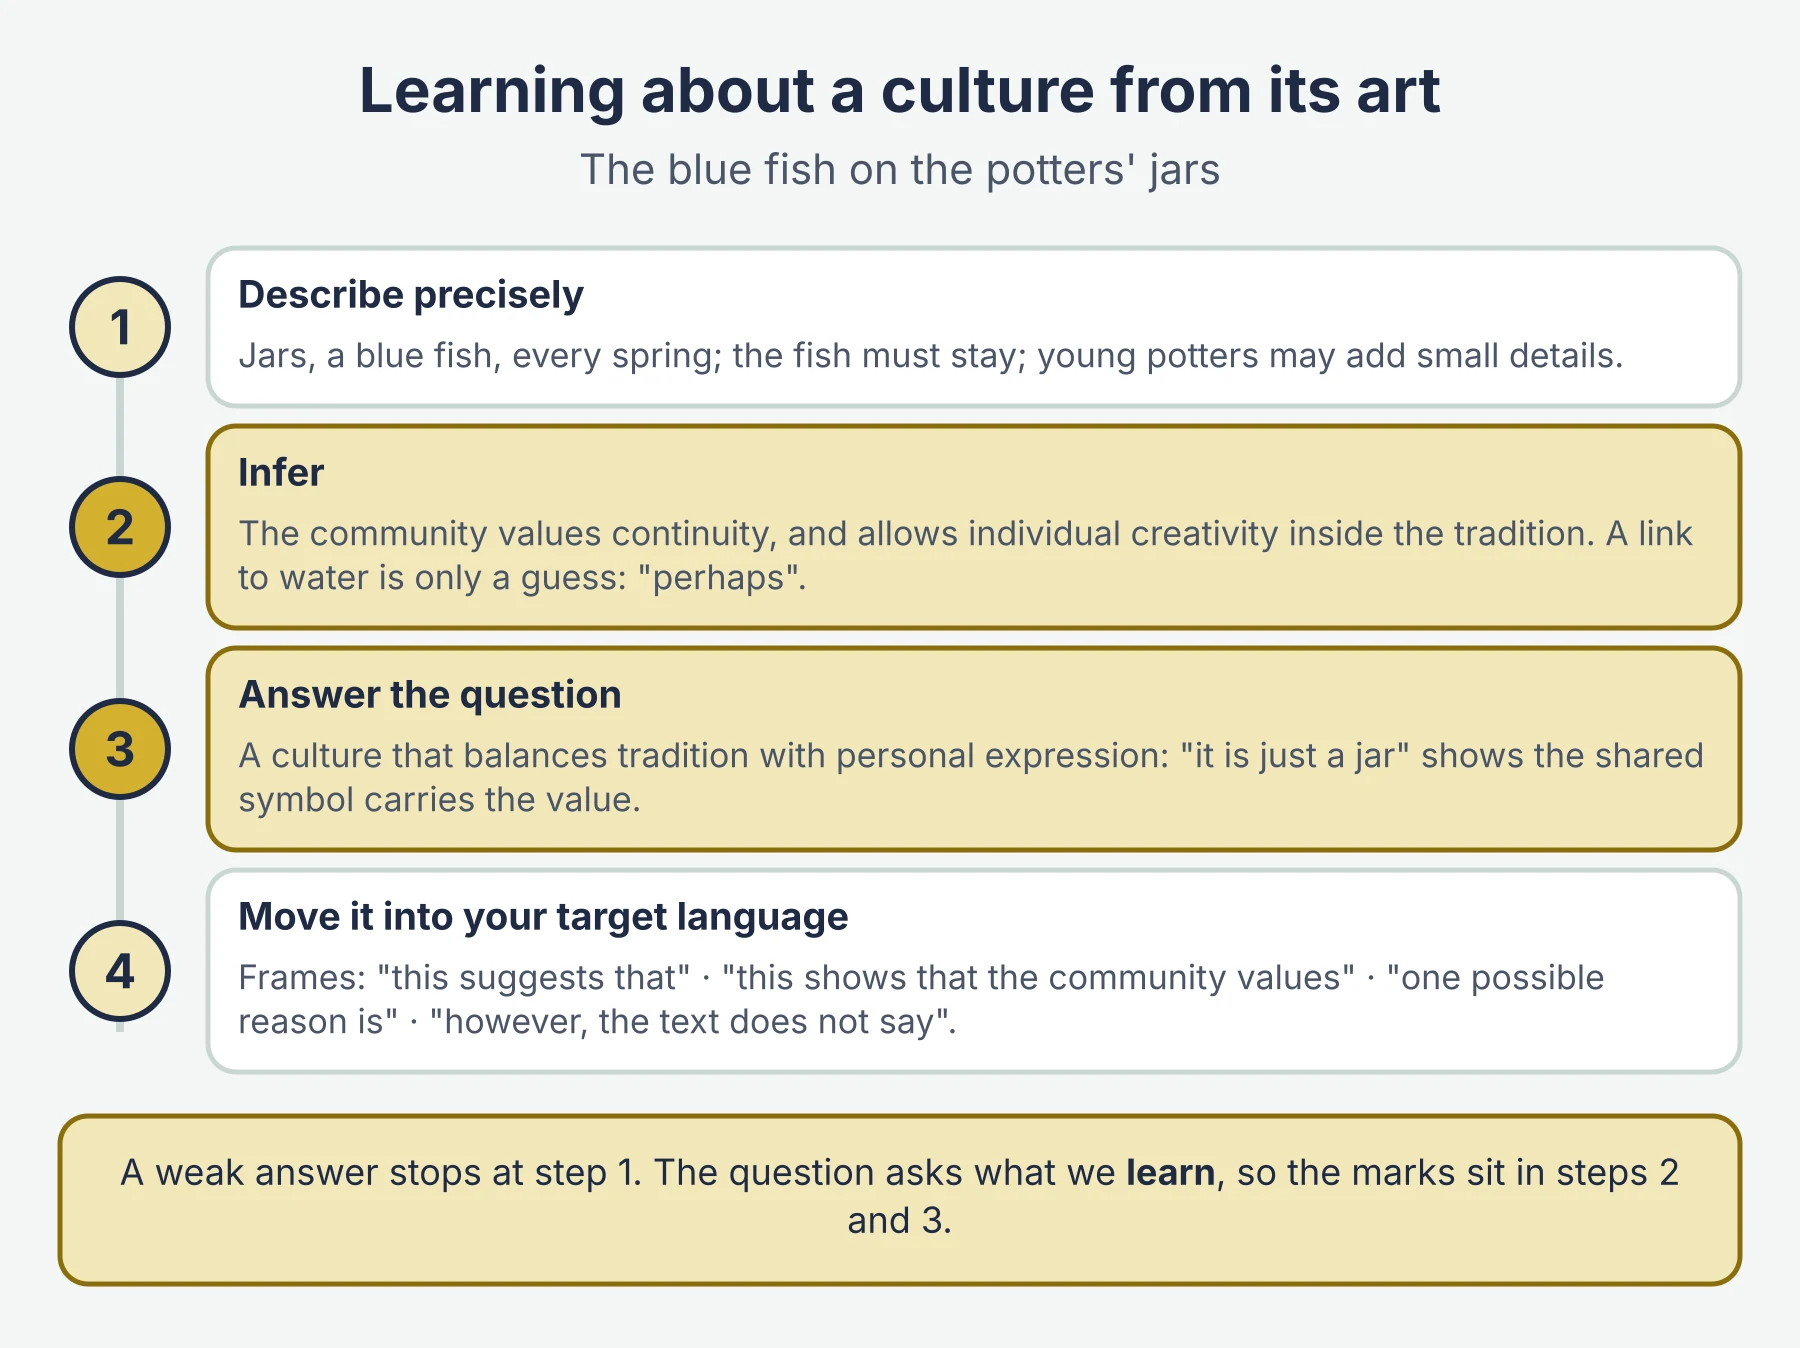 Learning about a culture from its art
The blue fish on the potters' jars
1
Describe precisely
Jars, a blue fish, every spring; the fish must stay; young potters may add small details.
2
Infer
The community values continuity, and allows individual creativity inside the tradition. A link
to water is only a guess: "perhaps".
3
Answer the question
A culture that balances tradition with personal expression: "it is just a jar" shows the shared
symbol carries the value.
4
Move it into your target language
Frames: "this suggests that" · "this shows that the community values" · "one possible
reason is" · "however, the text does not say".
A weak answer stops at step 1. The question asks what we learn, so the marks sit in steps 2
and 3.